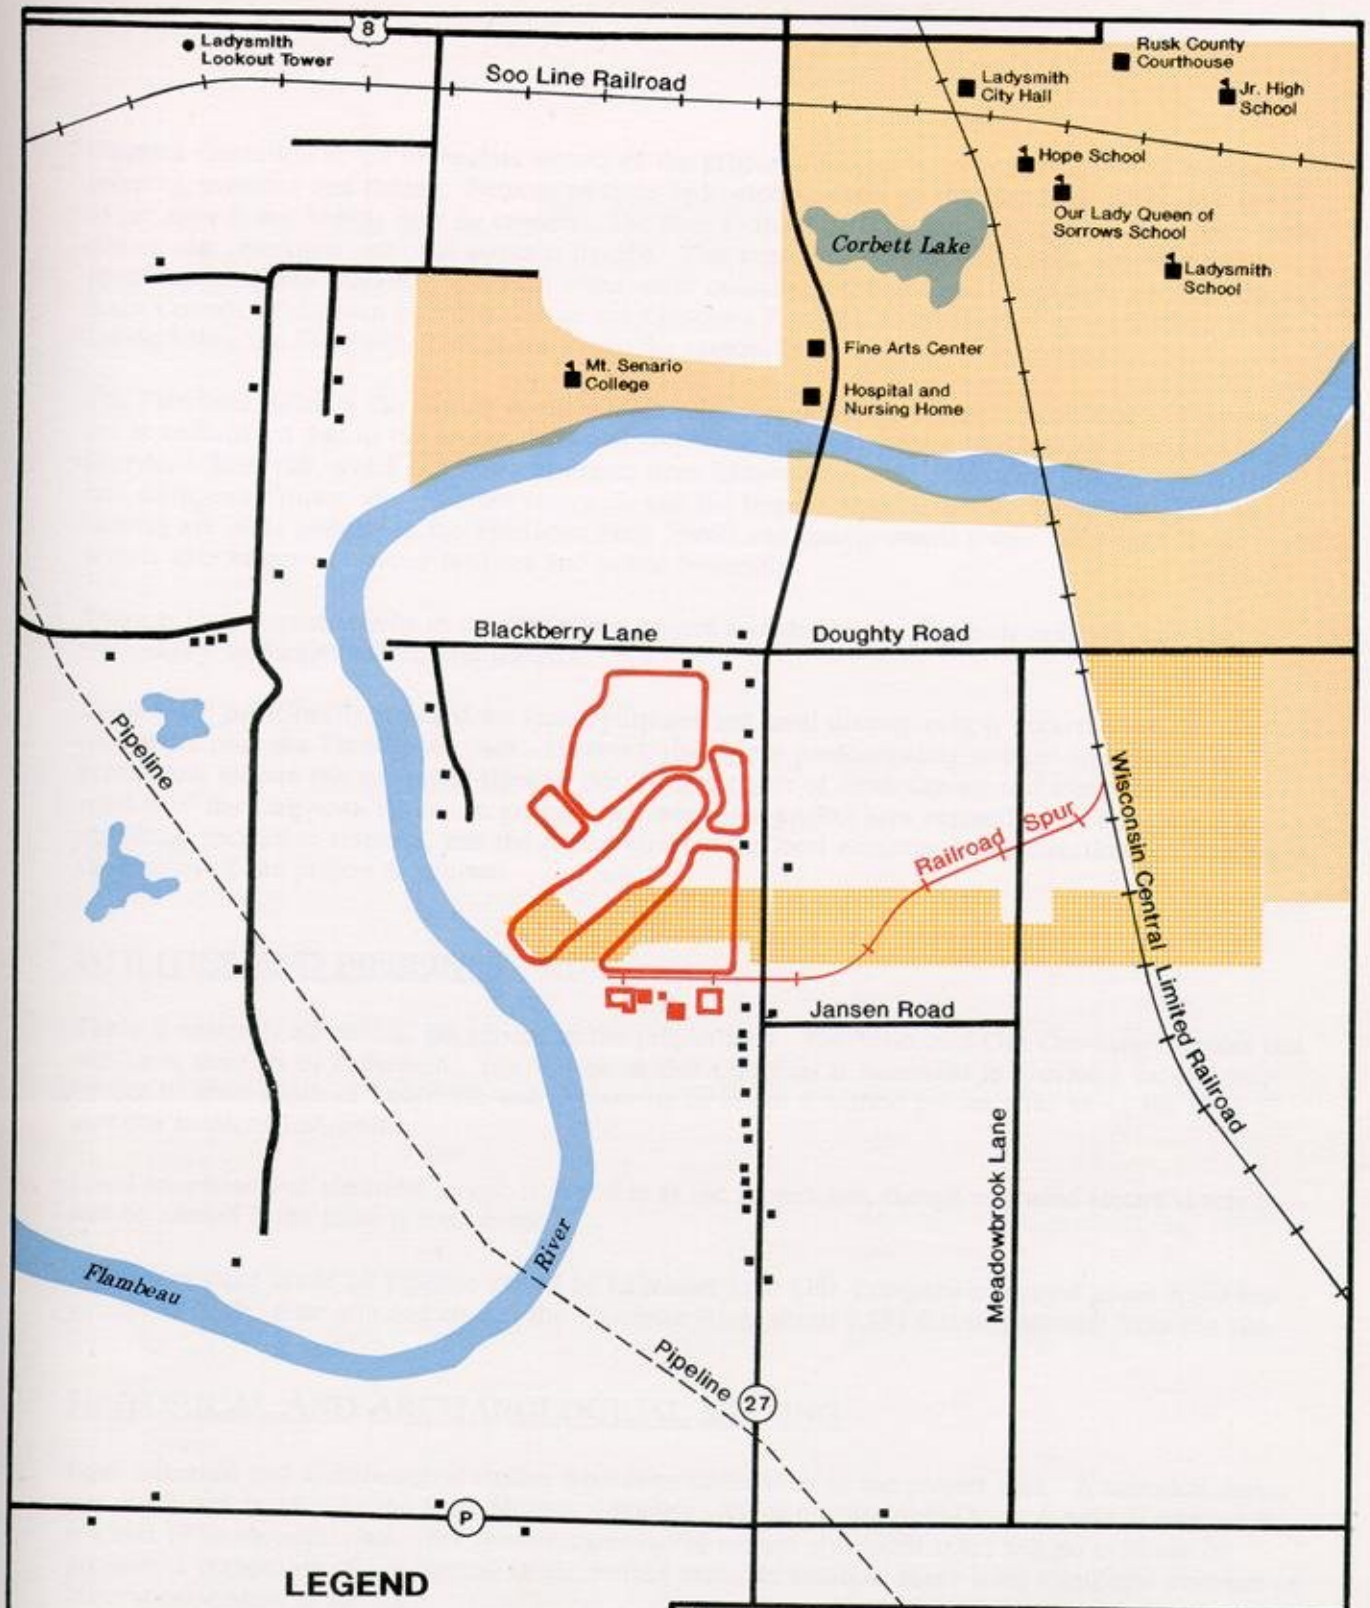 8
Ladysmith
Lookout Tower
Soo Line Railroad
Rusk County
Courthouse
Ladysmith
City Hall
Jr. High
School
Hope School
Our Lady Queen of
Sorrows School
Corbett Lake
Ladysmith
School
Fine Arts Center
Mt. Senario
College
Hospital and
Nursing Home
Blackberry Lane
Doughty Road
Pipeline
Railroad Spur
Wisconsin Central Limited Railroad
Jansen Road
Meadowbrook Lane
Flambeau
River
Pipeline
27
P
LEGEND